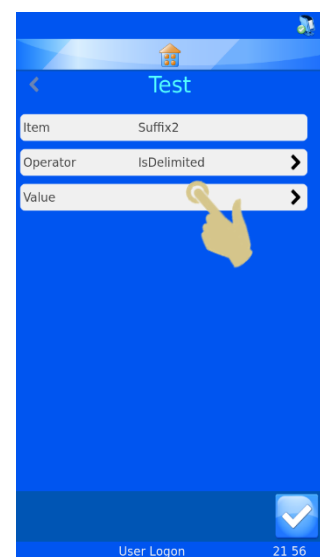 Test
Item Suffix2
Operator IsDelimited
Value
User Logon 21 56